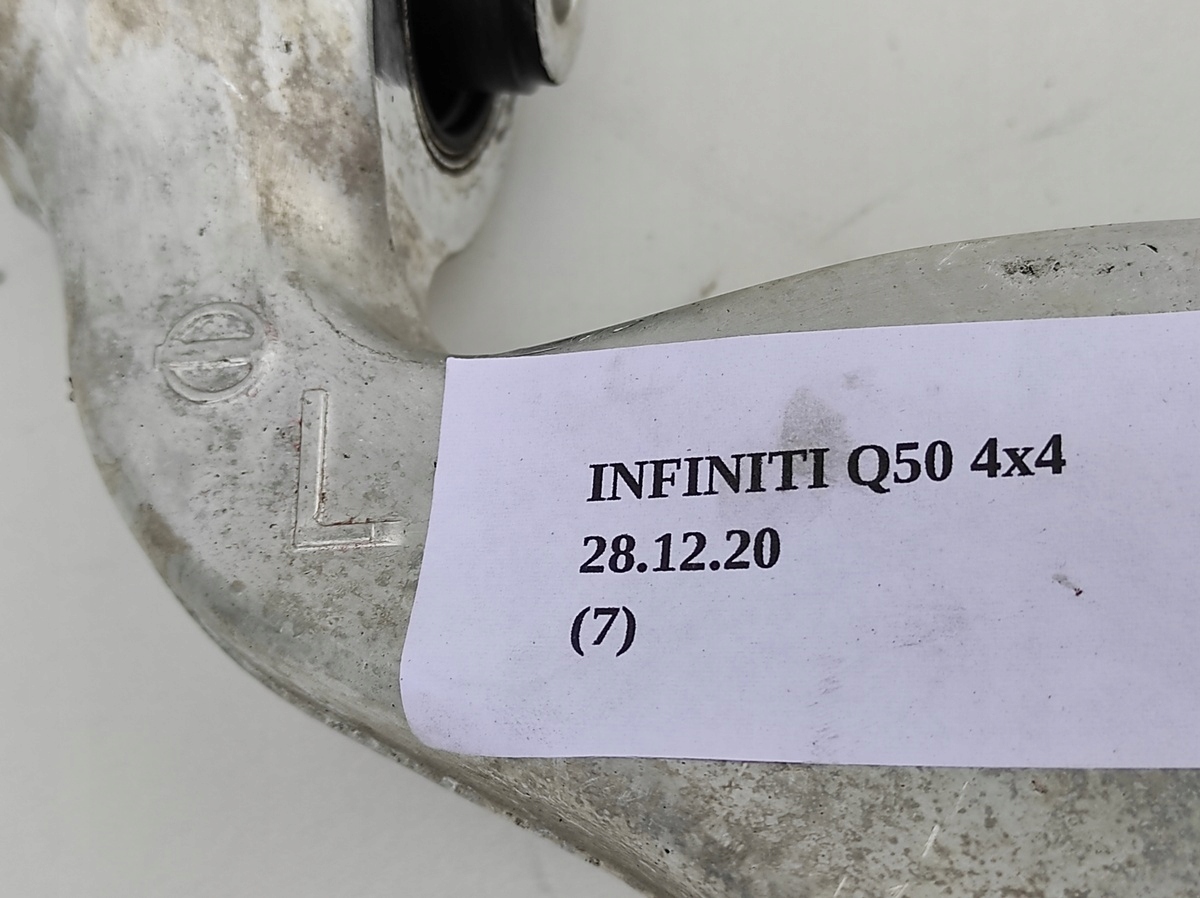 L
INFINITI Q50 4x4
28.12.20
(7)